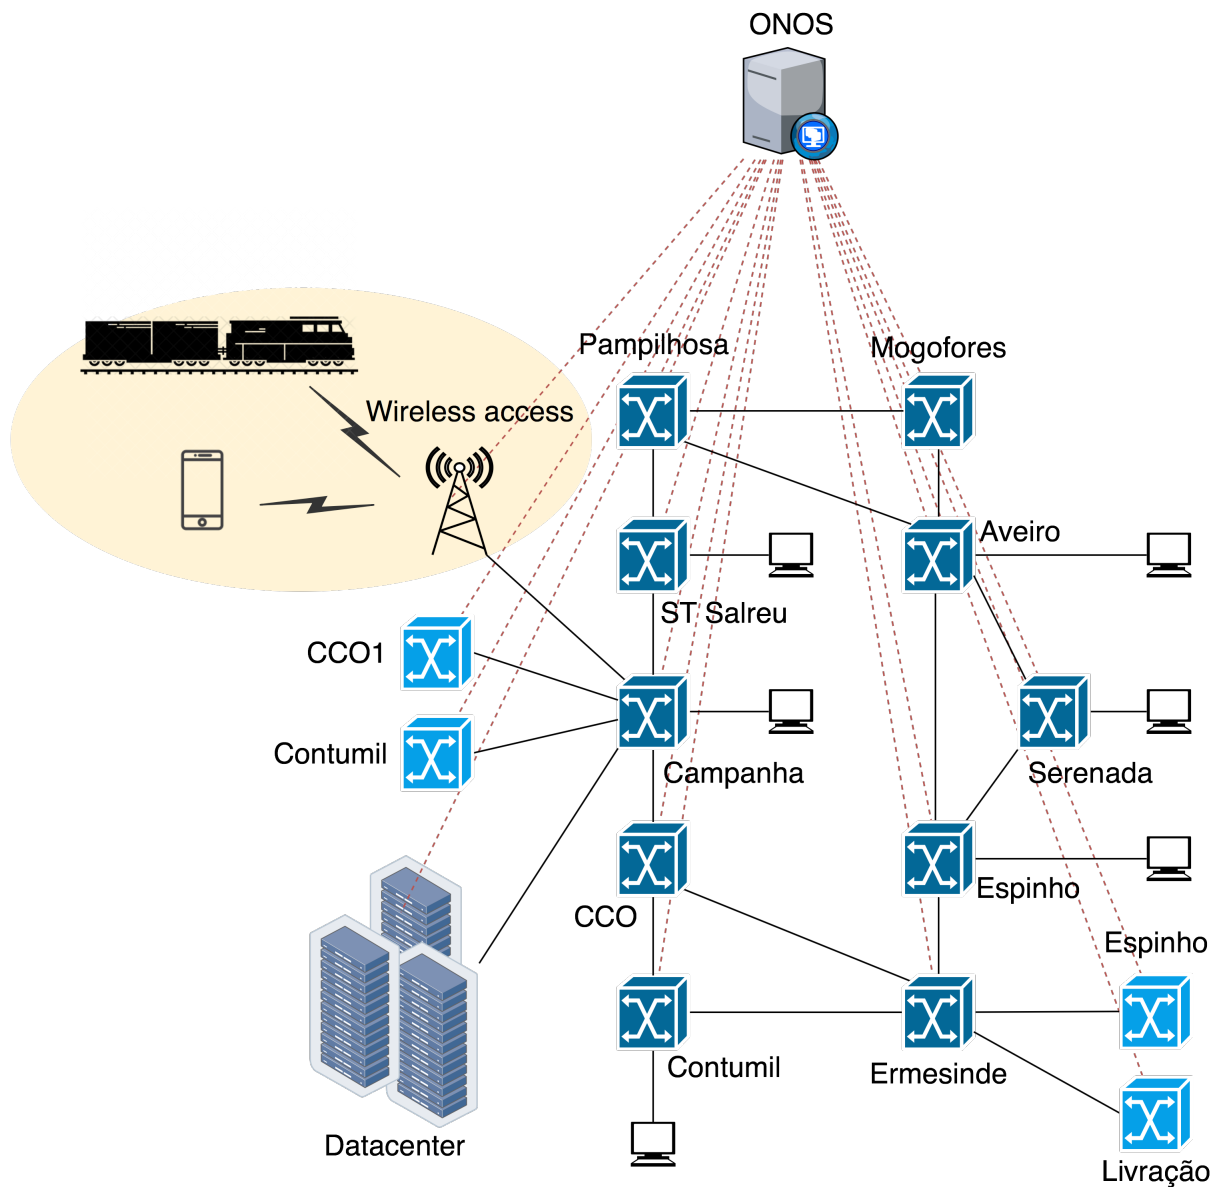 ONOS
Pampilhosa
Mogofores
Wireless access
Aveiro
ST Salreu
CCO1
Contumil
Campanha
Serenada
CCO
Espinho
Espinho
Contumil
Ermesinde
Datacenter
Livração